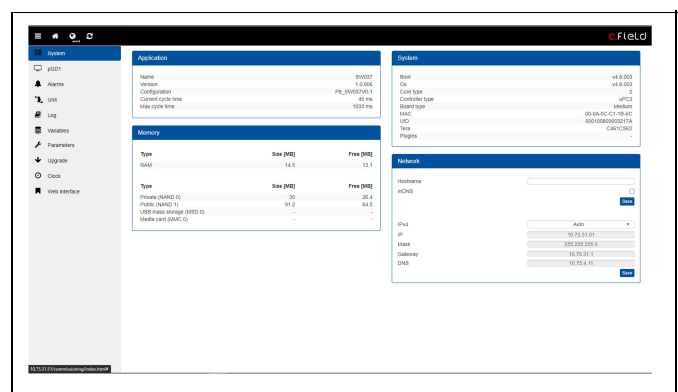 c.field
System
pGD1
Alarms
Unit
Log
Variables
Parameters
Upgrade
Clock
Web interface
Application
Name SW037
Version 1.0.006
Configuration P8_SW037V0-1
Current cycle time 45 ms
Max cycle time 1033 ms
Memory
Type Size [MB] Free [MB]
RAM 14.5 13.1
Type Size [MB] Free [MB]
Private (NAND 0) 30 26.4
Public (NAND 1) 91.2 64.5
USB mass storage (MSD 0) - -
Media card (MMC 0) - -
System
Boot v4.8.003
Os v4.8.003
Core type 2
Controller type uPC3
Board type Medium
MAC 00-0A-5C-C1-1B-5C
UID 000100800003217A
Tera C461C56D
Plugins -
Network
Hostname
mDNS
Save
IPv4 Auto
IP 10.75.31.51
Mask 255.255.255.0
Gateway 10.75.31.1
DNS 10.75.4.11
Save
10.75.31.51/commissioning/index.html#